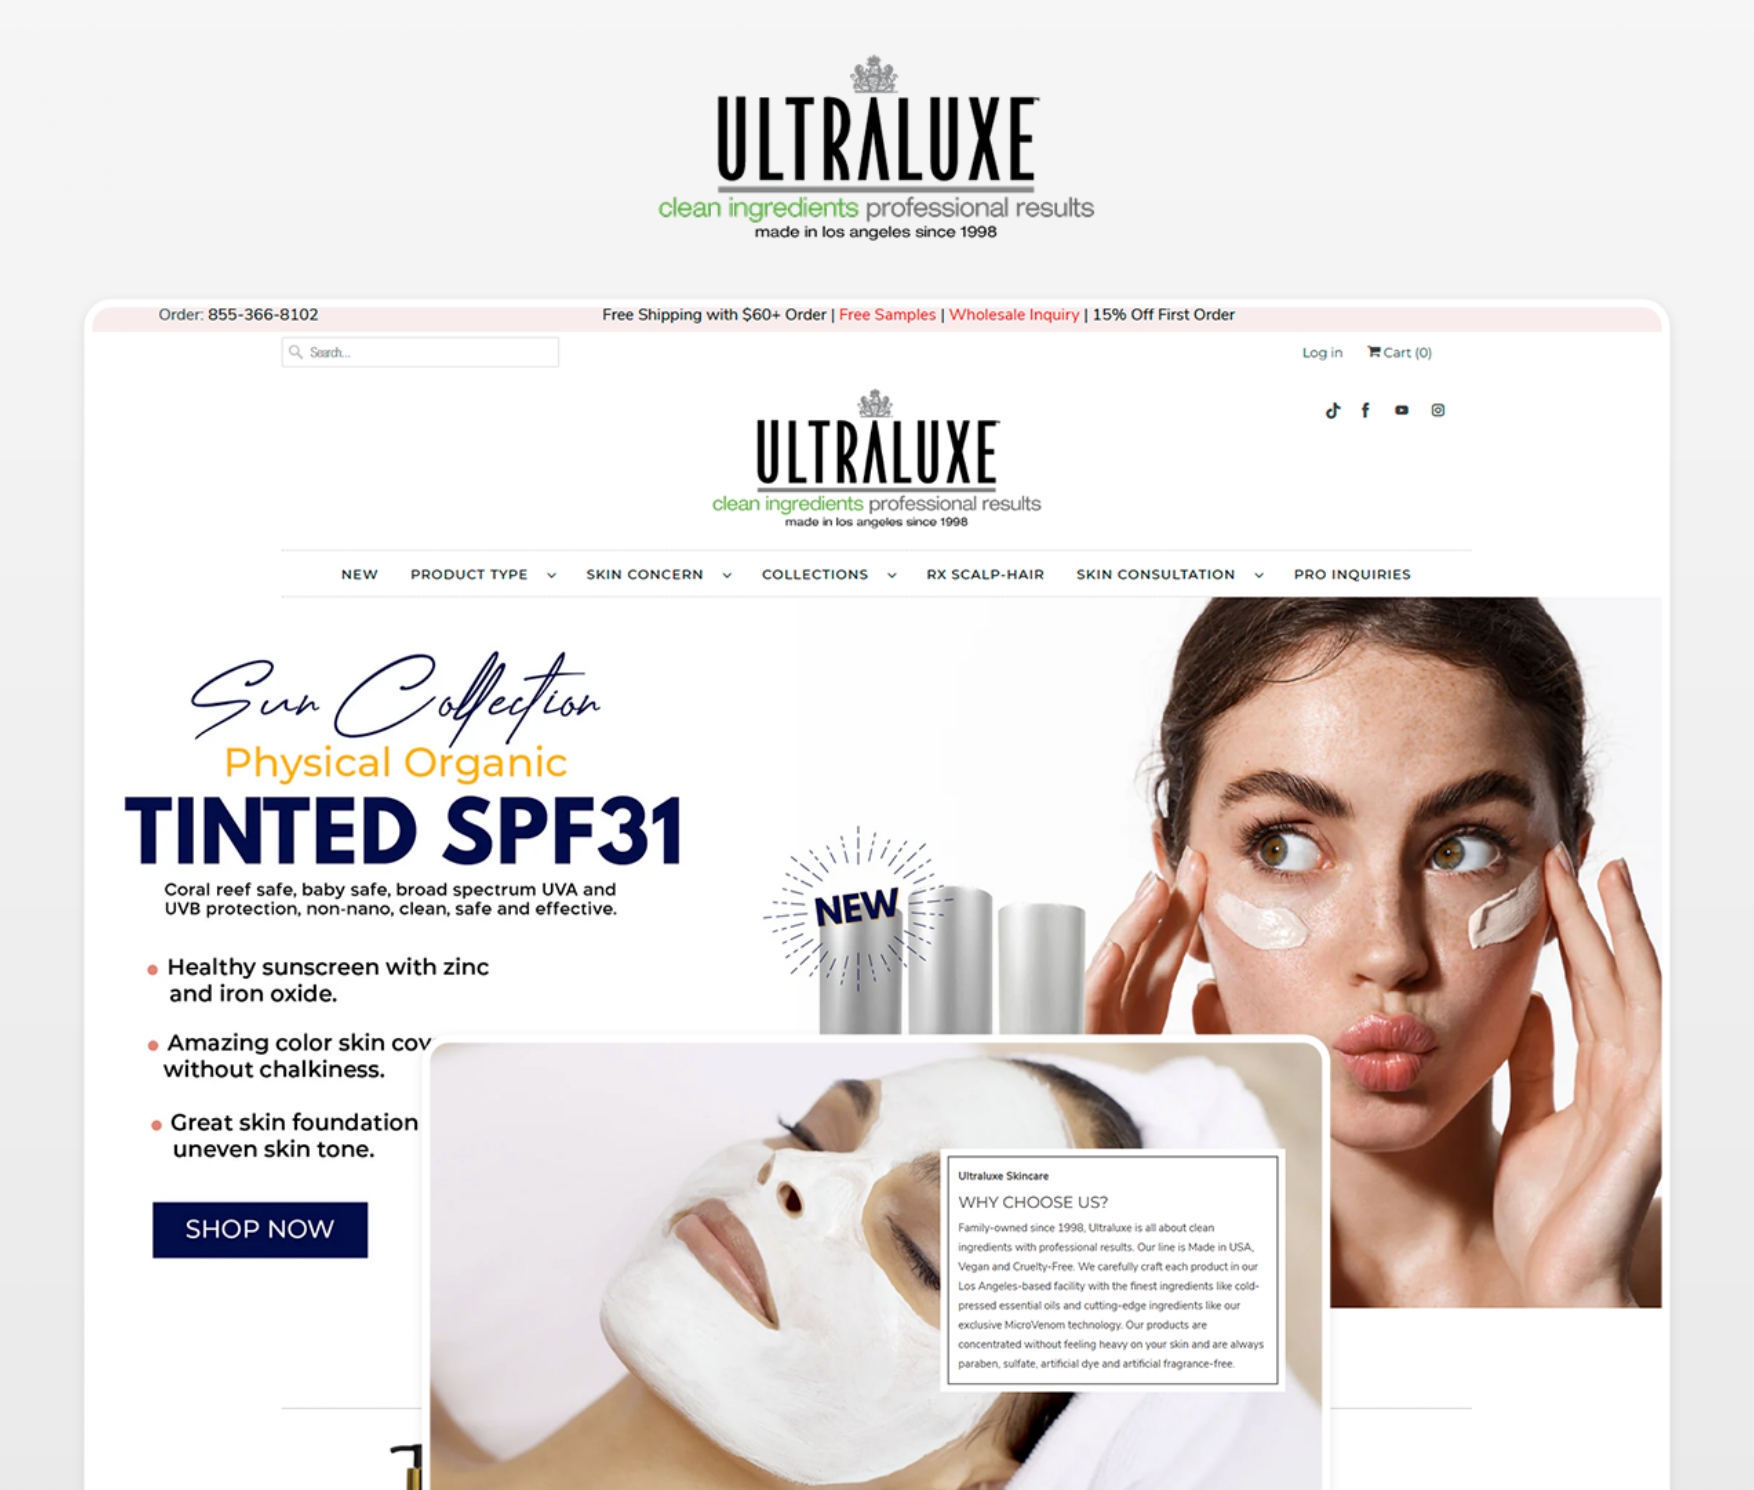 ULTRALUXE
clean ingredients professional results
made in los angeles since 1998
Order: 855-366-8102
Free Shipping with $60+ Order | Free Samples | Wholesale Inquiry | 15% Off First Order
Search...
Log in
Cart (0)
ULTRALUXE
clean ingredients professional results
made in los angeles since 1998
NEW PRODUCT TYPE SKIN CONCERN COLLECTIONS RX SCALP-HAIR SKIN CONSULTATION PRO INQUIRIES
Sun Collection
Physical Organic
TINTED SPF31
Coral reef safe, baby safe, broad spectrum UVA and
UVB protection, non-nano, clean, safe and effective.
NEW
Healthy sunscreen with zinc
and iron oxide.
Amazing color skin cov
without chalkiness.
Great skin foundation
uneven skin tone.
SHOP NOW
Ultraluxe Skincare
WHY CHOOSE US?
Family-owned since 1998, Ultraluxe is all about clean
ingredients with professional results. Our line is Made in USA,
Vegan and Cruelty-Free. We carefully craft each product in our
Los Angeles-based facility with the finest ingredients like cold-
pressed essential oils and cutting-edge ingredients like our
exclusive MicroVenom technology. Our products are
concentrated without feeling heavy on your skin and are always
paraben, sulfate, artificial dye and artificial fragrance-free.